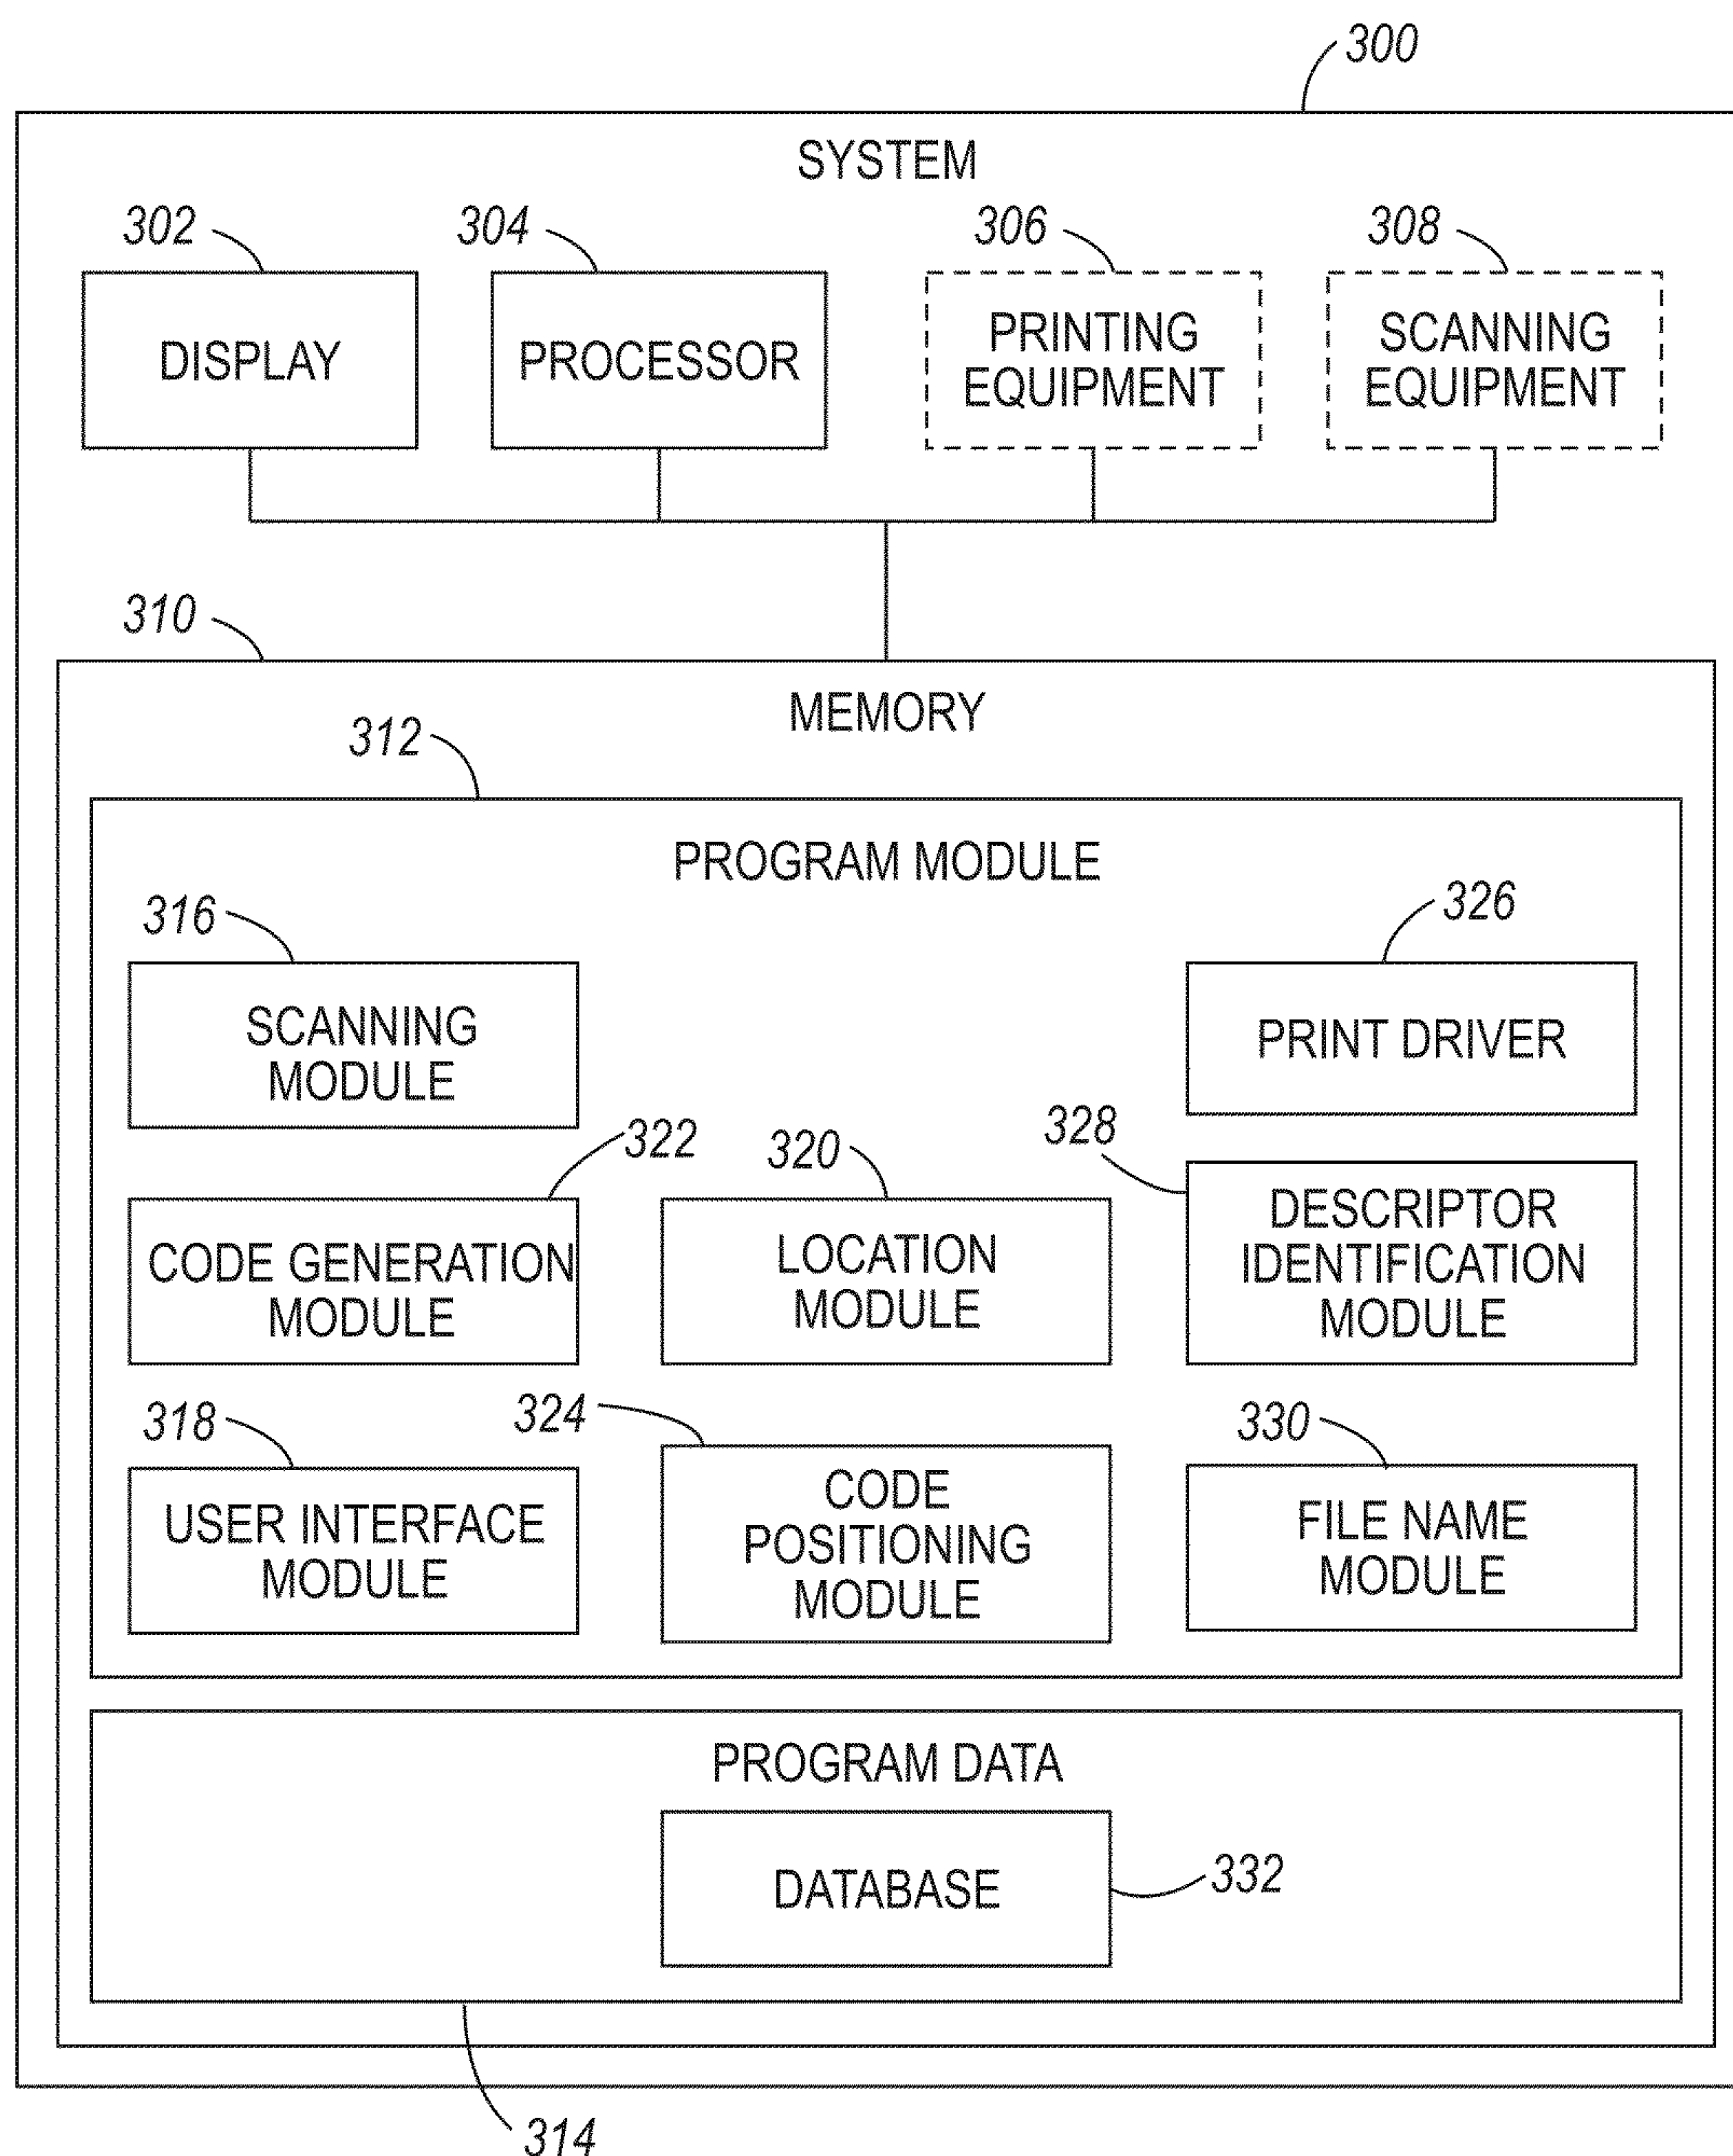 300
SYSTEM
302
304
306
308
DISPLAY
PROCESSOR
PRINTING
EQUIPMENT
SCANNING
EQUIPMENT
310
MEMORY
312
PROGRAM MODULE
316
326
SCANNING
MODULE
PRINT DRIVER
322
320
328
CODE GENERATION
MODULE
LOCATION
MODULE
DESCRIPTOR
IDENTIFICATION
MODULE
318
324
330
USER INTERFACE
MODULE
CODE
POSITIONING
MODULE
FILE NAME
MODULE
PROGRAM DATA
DATABASE
332
314